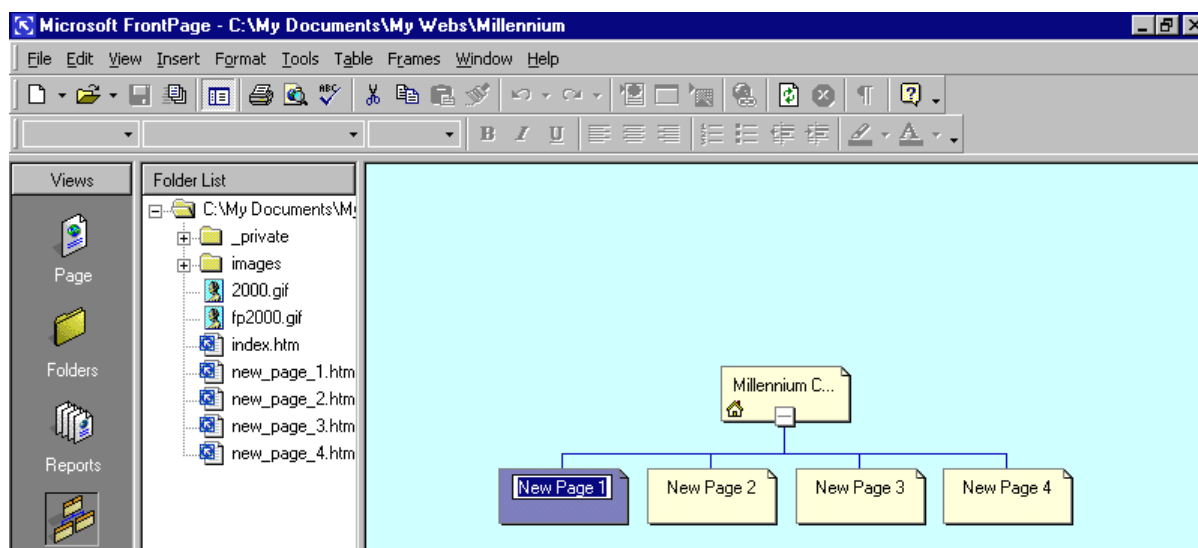 Microsoft FrontPage - C:\My Documents\My Webs\Millennium
File Edit View Insert Format Tools Table Frames Window Help
ABC
B I U A
Views
Folder List
C:\My Documents\My
_private
images
Page
2000.gif
fp2000.gif
index.htm
Folders
new_page_1.htm
new_page_2.htm
new_page_3.htm
new_page_4.htm
Reports
Millennium C...
New Page 1 New Page 2 New Page 3 New Page 4